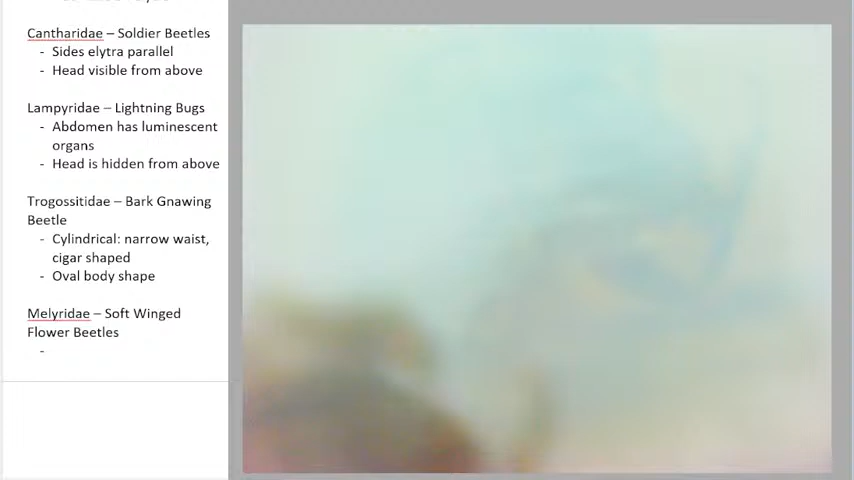 Cantharidae – Soldier Beetles
- Sides elytra parallel
- Head visible from above
Lampyridae – Lightning Bugs
- Abdomen has luminescent
organs
- Head is hidden from above
Trogossitidae – Bark Gnawing
Beetle
- Cylindrical: narrow waist,
cigar shaped
- Oval body shape
Melyridae – Soft Winged
Flower Beetles
-